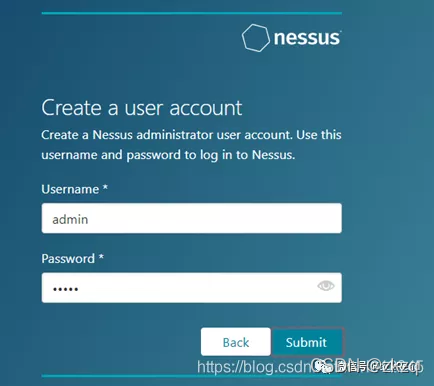 nessus
Create a user account
Create a Nessus administrator user account. Use this
username and password to log in to Nessus.
Username *
admin
Password *
•••••
Back
Submit
https://blog.csdn